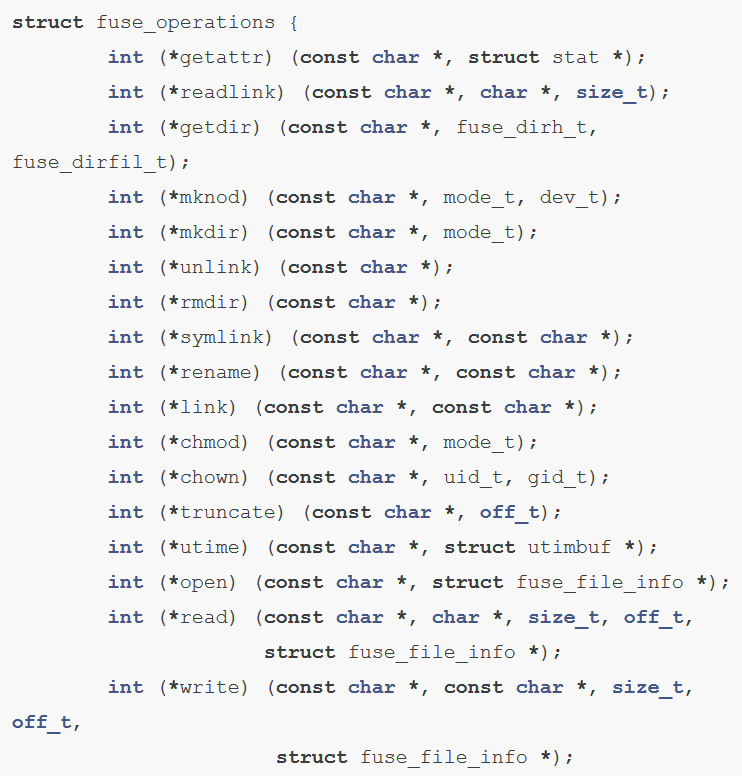 struct fuse_operations {
int (*getattr) (const char *, struct stat *);
int (*readlink) (const char *, char *, size_t);
int (*getdir) (const char *, fuse_dirh_t,
fuse_dirfil_t);
int (*mknod) (const char *, mode_t, dev_t);
int (*mkdir) (const char *, mode_t);
int (*unlink) (const char *);
int (*rmdir) (const char *);
int (*symlink) (const char *, const char *);
int (*rename) (const char *, const char *);
int (*link) (const char *, const char *);
int (*chmod) (const char *, mode_t);
int (*chown) (const char *, uid_t, gid_t);
int (*truncate) (const char *, off_t);
int (*utime) (const char *, struct utimbuf *);
int (*open) (const char *, struct fuse_file_info *);
int (*read) (const char *, char *, size_t, off_t,
struct fuse_file_info *);
int (*write) (const char *, const char *, size_t,
off_t,
struct fuse_file_info *);